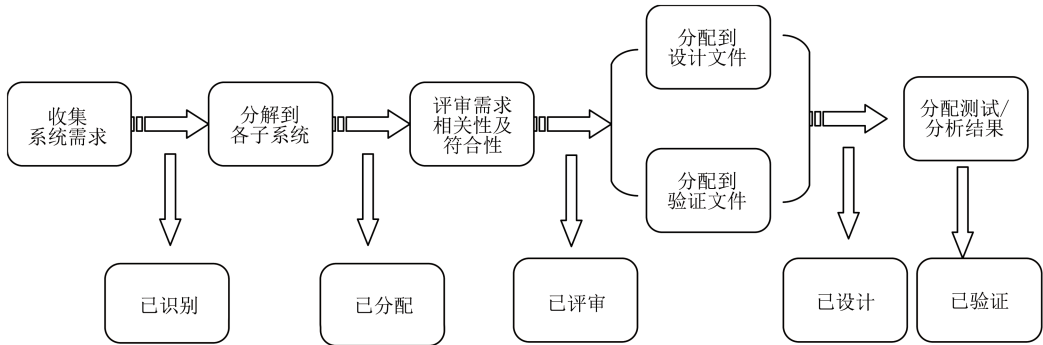 收集
系统需求
分解到
各子系统
评审需求
相关性及
符合性
分配到
设计文件
分配到
验证文件
分配测试/
分析结果
已识别
已分配
已评审
已设计
已验证